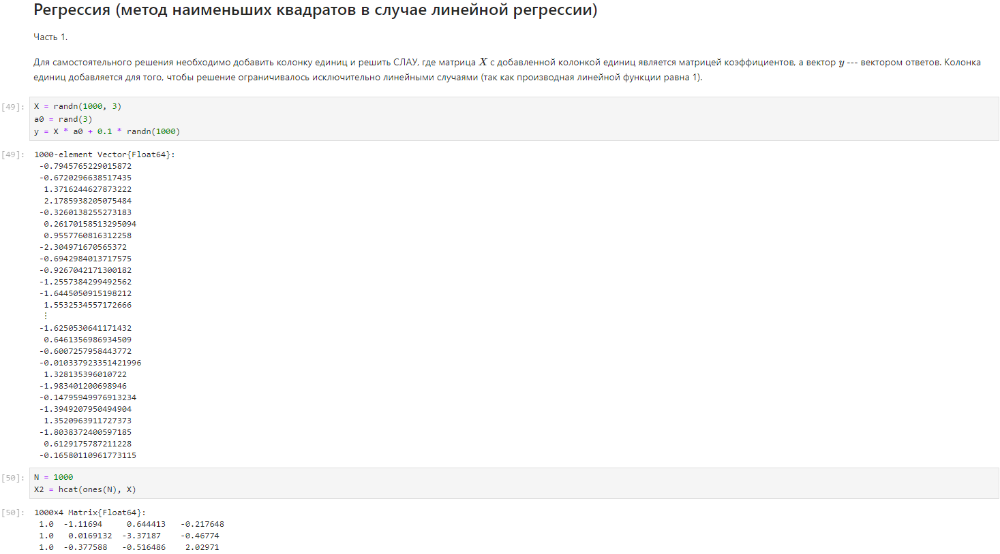 Регрессия (метод наименьших квадратов в случае линейной регрессии)
Часть 1.
Для самостоятельного решения необходимо добавить колонку единиц и решить СЛАУ, где матрица X с добавленной колонкой единиц является матрицей коэффициентов, а вектор y --- вектором ответов. Колонка
единиц добавляется для того, чтобы решение ограничивалось исключительно линейными случаями (так как производная линейной функции равна 1).
[49]: X = randn(1000, 3)
a0 = rand(3)
y = X * a0 + 0.1 * randn(1000)
[49]: 1000-element Vector{Float64}:
-0.7945765229015872
-0.6720296638517435
1.3716244627873222
2.1785938205075484
-0.3260138255273183
0.26170158513295094
0.9557760816312258
-2.304971670565372
-0.6942984013717575
-0.9267042171300182
-1.2557384299492562
-1.6445050915198212
1.5532534557172666
⋮
-1.6250530641171432
0.6461356986934509
-0.6007257958443772
-0.010337923351421996
1.328135396010722
-1.983401200698946
-0.14795949976913234
-1.3949207950494904
1.3520963911727373
-1.8038372400597185
0.6129175787211228
-0.16580110961773115
[50]: N = 1000
X2 = hcat(ones(N), X)
[50]: 1000×4 Matrix{Float64}:
1.0 -1.11694 0.644413 -0.217648
1.0 0.0169132 -3.37187 -0.46774
1.0 -0.377588 -0.516486 2.02971